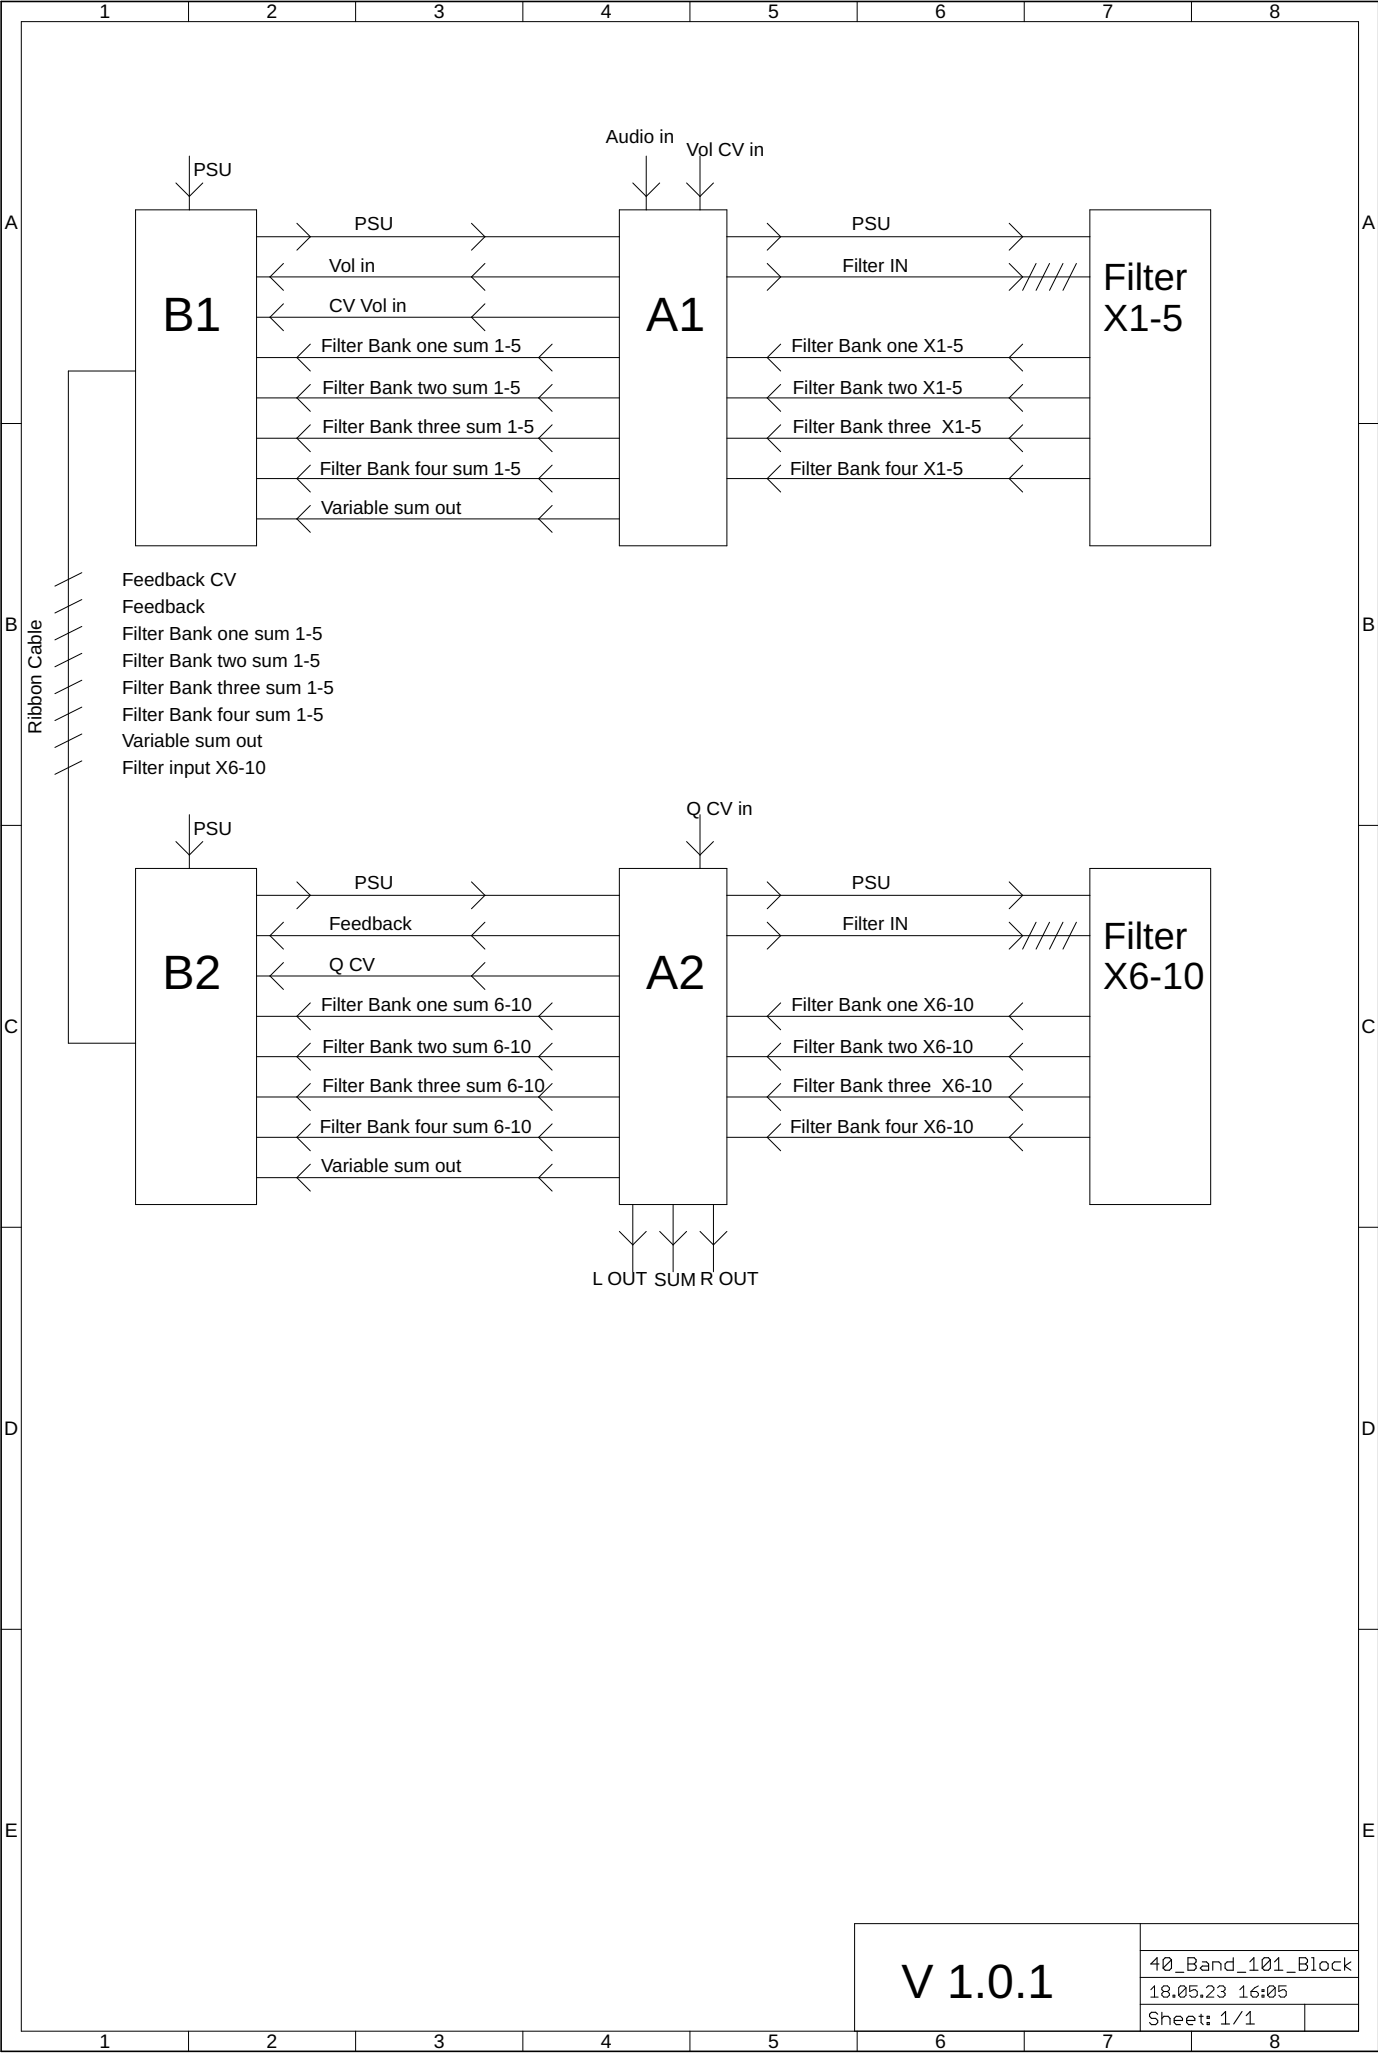 1 2 3 4 5 6 7 8
Audio in
Vol CV in
PSU
A A
PSU PSU
Vol in Filter IN
B1 A1 Filter
X1-5
CV Vol in
Filter Bank one sum 1-5 Filter Bank one X1-5
Filter Bank two sum 1-5 Filter Bank two X1-5
Filter Bank three sum 1-5 Filter Bank three  X1-5
Filter Bank four sum 1-5 Filter Bank four X1-5
Variable sum out
Ribbon Cable
Feedback CV
Feedback
B B
Filter Bank one sum 1-5
Filter Bank two sum 1-5
Filter Bank three sum 1-5
Filter Bank four sum 1-5
Variable sum out
Filter input X6-10
Q CV in
PSU
PSU PSU
Feedback Filter IN
B2 A2 Filter
X6-10
Q CV
Filter Bank one sum 6-10 Filter Bank one X6-10
C C
Filter Bank two sum 6-10 Filter Bank two X6-10
Filter Bank three sum 6-10 Filter Bank three  X6-10
Filter Bank four sum 6-10 Filter Bank four X6-10
Variable sum out
L OUT SUM R OUT
D D
E E
V 1.0.1
40_Band_101_Block
18.05.23 16:05
Sheet: 1/1
1 2 3 4 5 6 7 8